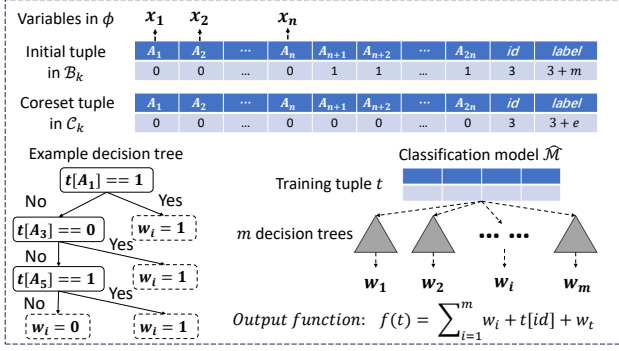 Variables in ϕ x₁ x₂ xₙ
Initial tuple in 𝓑ₖ
A₁ A₂ ... Aₙ Aₙ₊₁ Aₙ₊₂ ... A₂ₙ id label
0 0 ... 0 1 1 ... 1 3 3 + m
Coreset tuple in 𝓒ₖ
A₁ A₂ ... Aₙ Aₙ₊₁ Aₙ₊₂ ... A₂ₙ id label
0 0 ... 0 0 0 ... 0 3 3 + e
Example decision tree
t[A₁] == 1
No Yes
t[A₃] == 0 wᵢ = 1
No Yes
t[A₅] == 1 wᵢ = 1
No Yes
wᵢ = 0 wᵢ = 1
Classification model 𝓜̂
Training tuple t
m decision trees ... ...
w₁ w₂ wᵢ wₘ
Output function: f(t) = ∑ᵢ₌₁ᵐ wᵢ + t[id] + wₜ